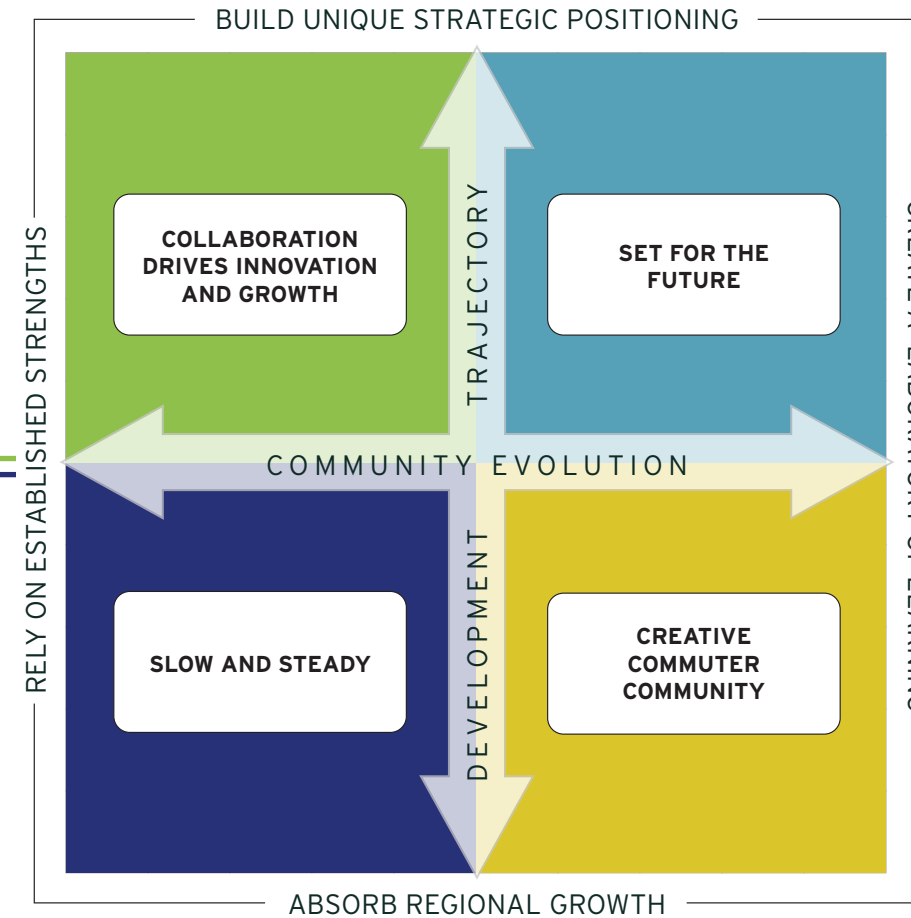 BUILD UNIQUE STRATEGIC POSITIONING
RELY ON ESTABLISHED STRENGTHS
COLLABORATION
DRIVES INNOVATION
AND GROWTH
SET FOR THE
FUTURE
DEVELOPMENT TRAJECTORY
COMMUNITY EVOLUTION
SLOW AND STEADY
CREATIVE
COMMUTER
COMMUNITY
ABSORB REGIONAL GROWTH